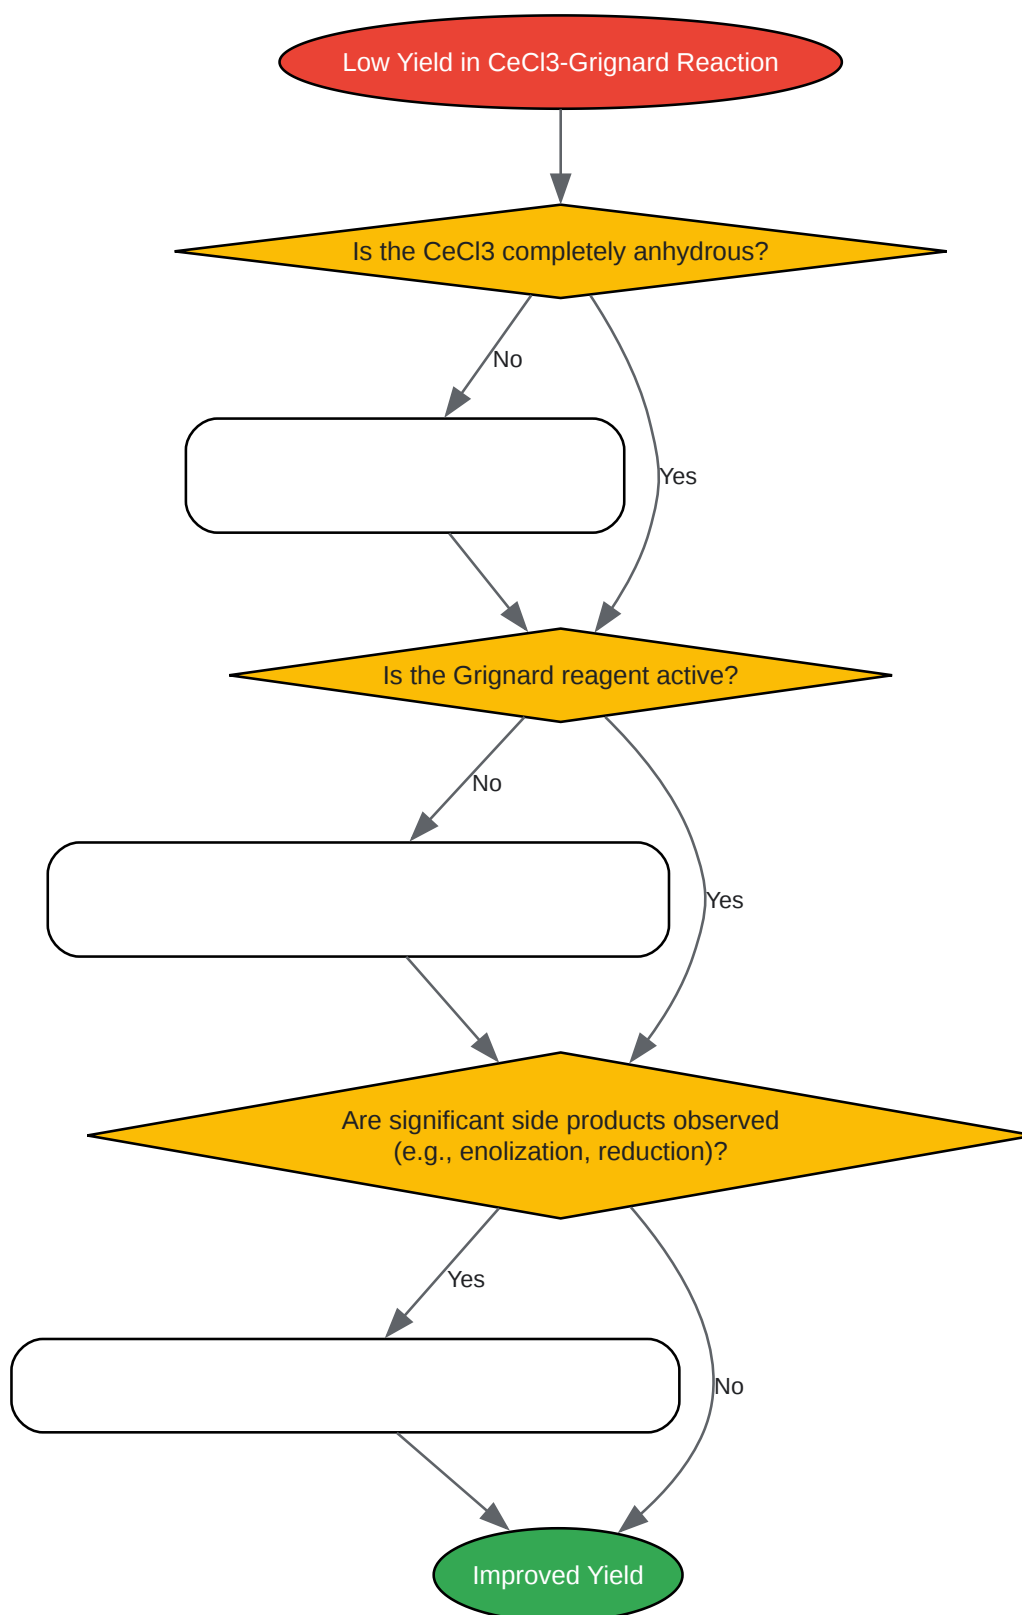 Low Yield in CeCl3-Grignard Reaction
Is the CeCl3 completely anhydrous?
No
Yes
Is the Grignard reagent active?
No
Yes
Are significant side products observed
(e.g., enolization, reduction)?
Yes
No
Improved Yield